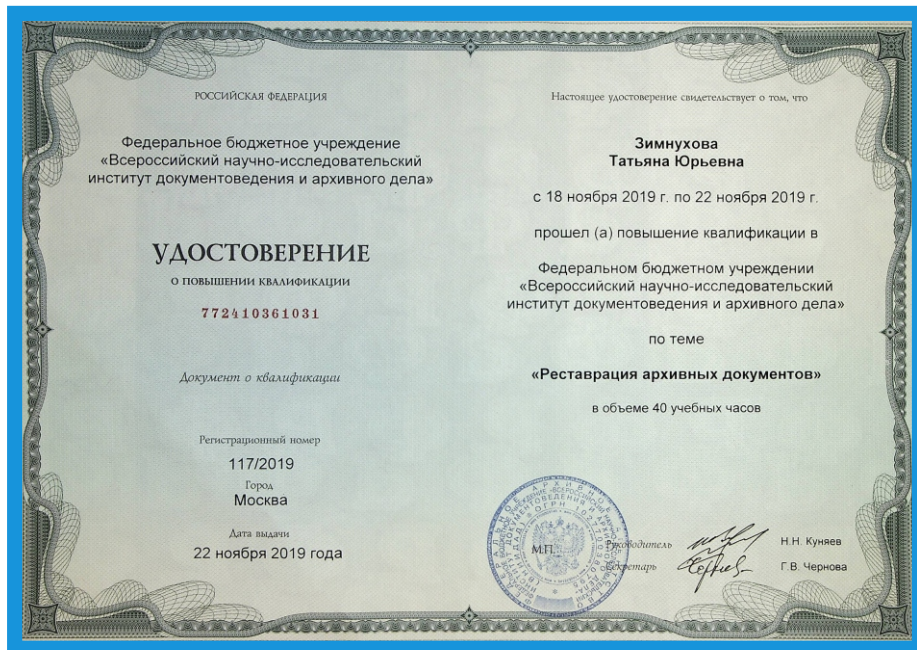 РОССИЙСКАЯ ФЕДЕРАЦИЯ
Федеральное бюджетное учреждение
«Всероссийский научно-исследовательский
институт документоведения и архивного дела»
УДОСТОВЕРЕНИЕ
О ПОВЫШЕНИИ КВАЛИФИКАЦИИ
772410361031
Документ о квалификации
Регистрационный номер
117/2019
Город
Москва
Дата выдачи
22 ноября 2019 года
Настоящее удостоверение свидетельствует о том, что
Зимнухова
Татьяна Юрьевна
с 18 ноября 2019 г. по 22 ноября 2019 г.
прошел (а) повышение квалификации в
Федеральном бюджетном учреждении
«Всероссийский научно-исследовательский
институт документоведения и архивного дела»
по теме
«Реставрация архивных документов»
в объеме 40 учебных часов
М.П.
Руководитель
Н.Н. Куняев
Секретарь
Г.В. Чернова